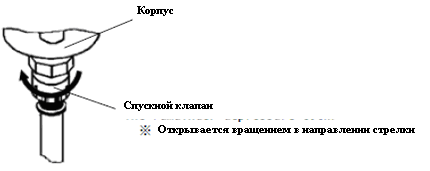 Корпус
Спускной клапан
※ Открывается вращением в направлении стрелки